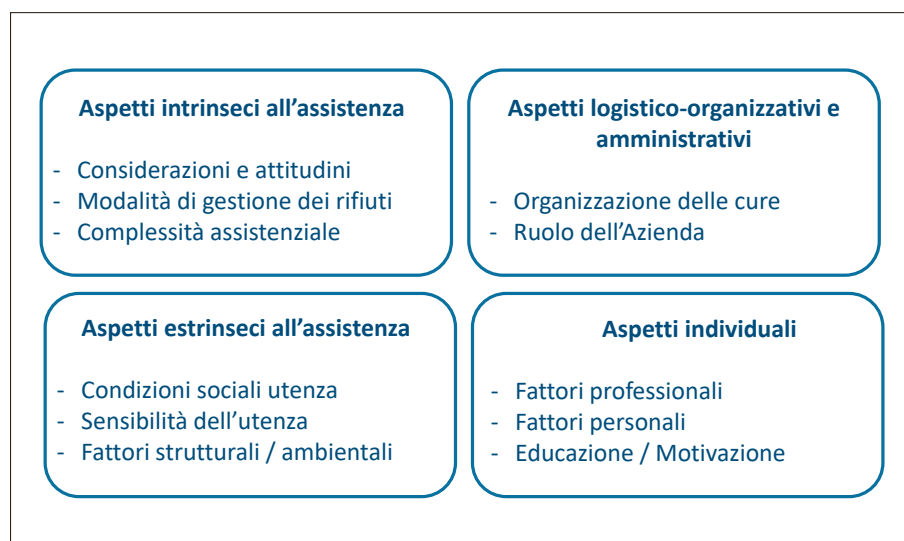 Aspetti intrinseci all’assistenza
- Considerazioni e attitudini
- Modalità di gestione dei rifiuti
- Complessità assistenziale
Aspetti logistico-organizzativi e
amministrativi
- Organizzazione delle cure
- Ruolo dell’Azienda
Aspetti estrinseci all’assistenza
- Condizioni sociali utenza
- Sensibilità dell’utenza
- Fattori strutturali / ambientali
Aspetti individuali
- Fattori professionali
- Fattori personali
- Educazione / Motivazione